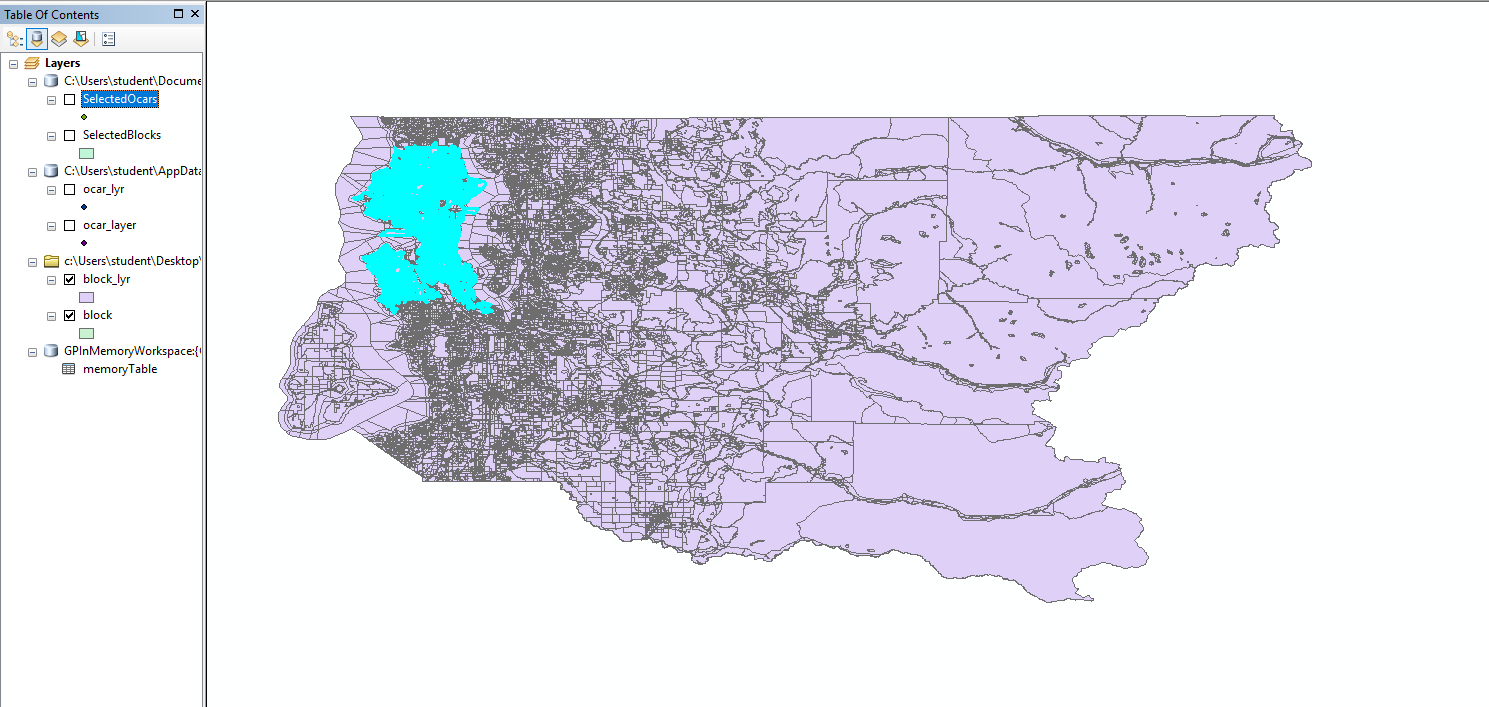 Table Of Contents
Layers
C:\Users\student\Docume
SelectedOcars
SelectedBlocks
C:\Users\student\AppData
ocar_lyr
ocar_layer
c:\Users\student\Desktop\
block_lyr
block
GPInMemoryWorkspace:{
memoryTable